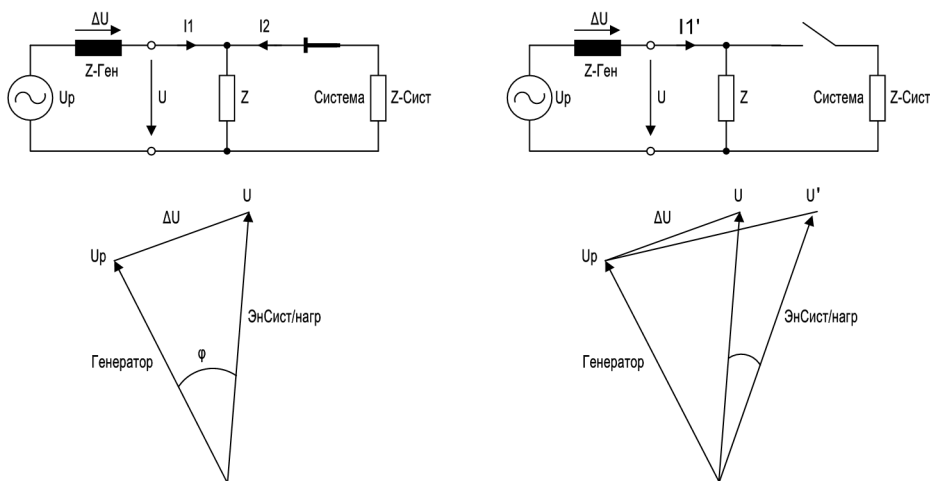 ΔU
I1
I2
Z-Ген
Up
U
Z
Система
Z-Сист
ΔU
I1'
Z-Ген
Up
U
Z
Система
Z-Сист
U
ΔU
Up
ЭнСист/нагр
Генератор
φ
U
U'
ΔU
Up
ЭнСист/нагр
Генератор